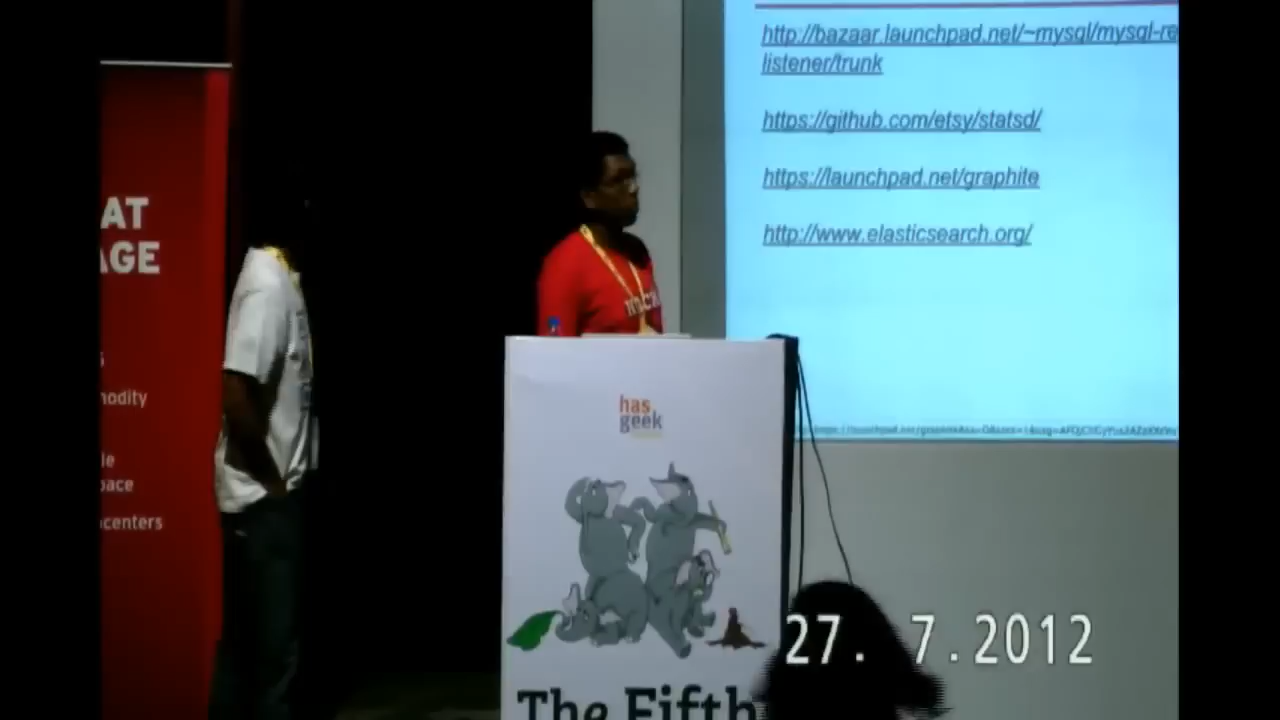 http://bazaar.launchpad.net/~mysql/mysql-re
listener/trunk
https://github.com/etsy/statsd/
https://launchpad.net/graphite
http://www.elasticsearch.org/
AT
AGE
nodity
le
pace
centers
has
geek
27. 7.2012
The Fifth